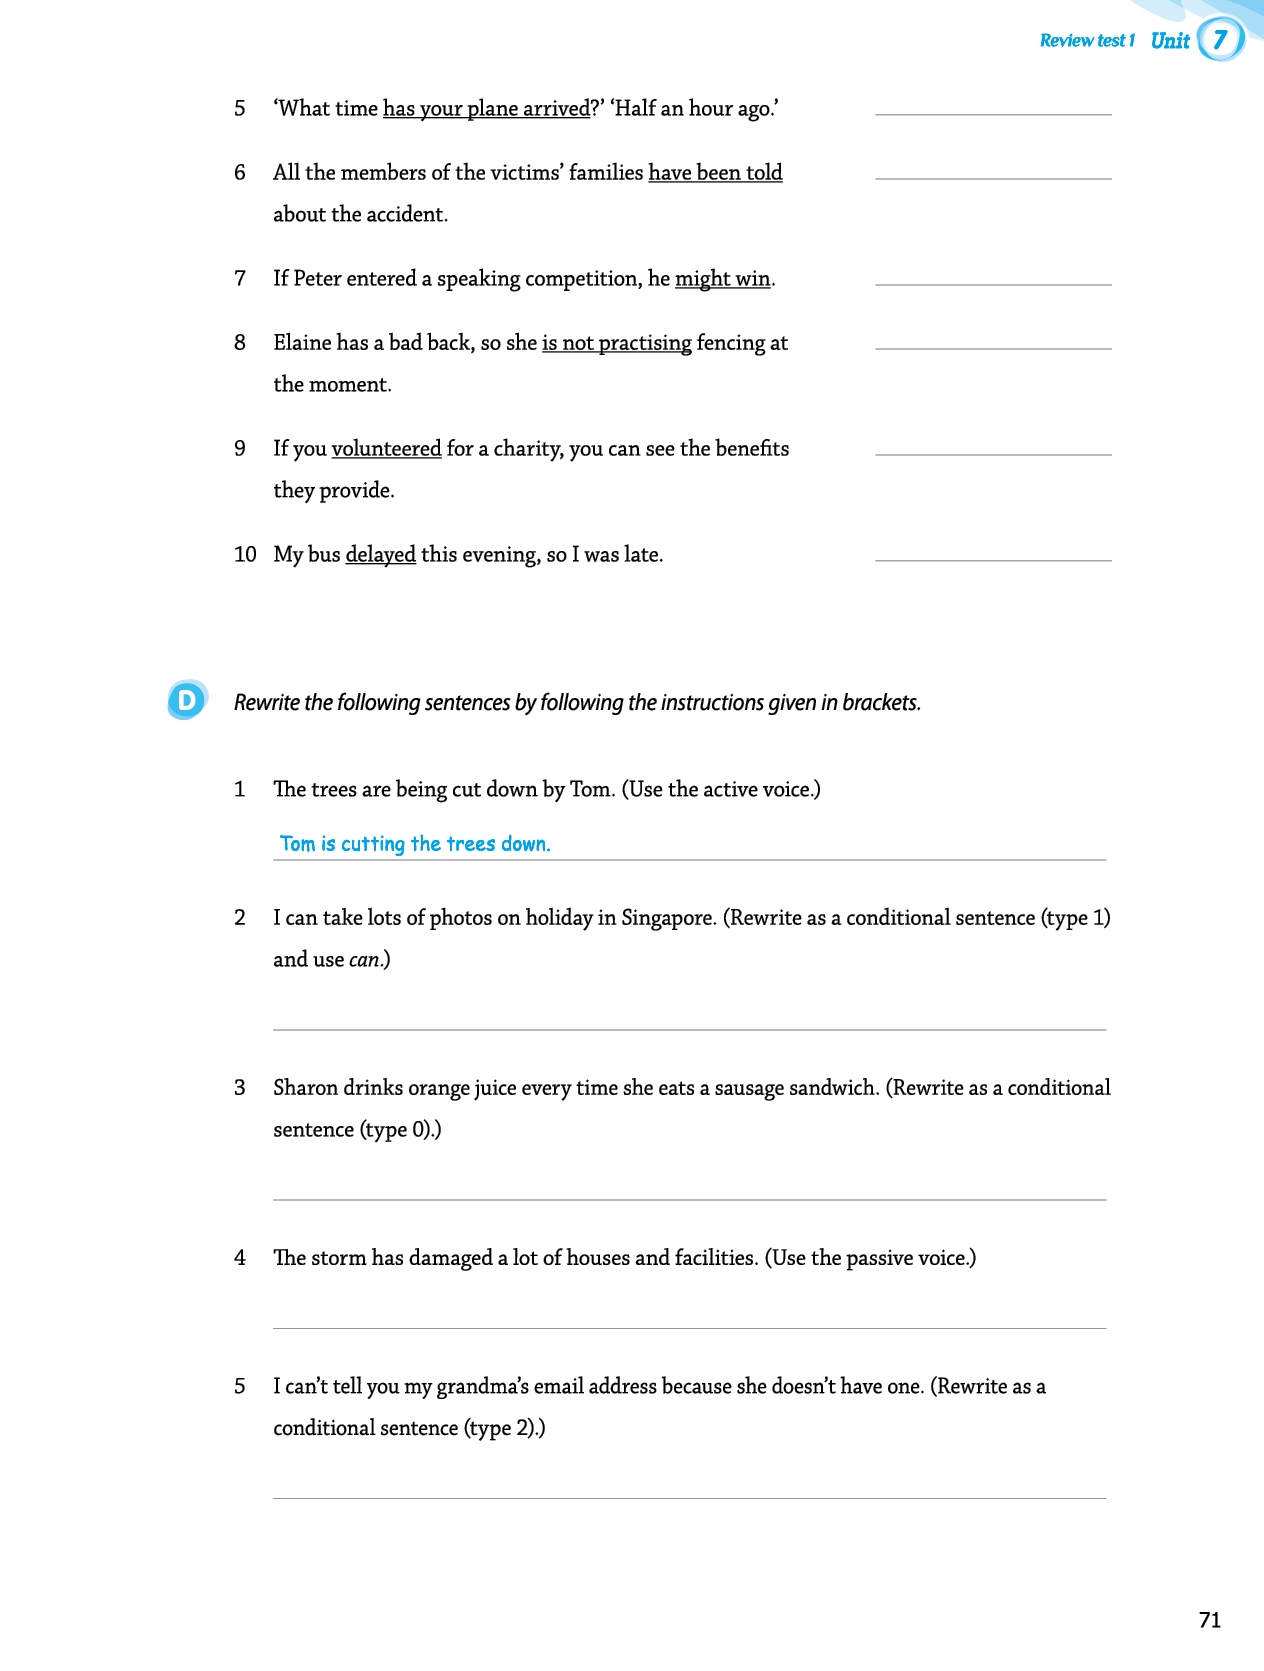 Review test 1 Unit 7
5 ‘What time has your plane arrived?’ ‘Half an hour ago.’
6 All the members of the victims’ families have been told
about the accident.
7 If Peter entered a speaking competition, he might win.
8 Elaine has a bad back, so she is not practising fencing at
the moment.
9 If you volunteered for a charity, you can see the benefits
they provide.
10 My bus delayed this evening, so I was late.
D Rewrite the following sentences by following the instructions given in brackets.
1 The trees are being cut down by Tom. (Use the active voice.)
Tom is cutting the trees down.
2 I can take lots of photos on holiday in Singapore. (Rewrite as a conditional sentence (type 1)
and use can.)
3 Sharon drinks orange juice every time she eats a sausage sandwich. (Rewrite as a conditional
sentence (type 0).)
4 The storm has damaged a lot of houses and facilities. (Use the passive voice.)
5 I can’t tell you my grandma’s email address because she doesn’t have one. (Rewrite as a
conditional sentence (type 2).)
71